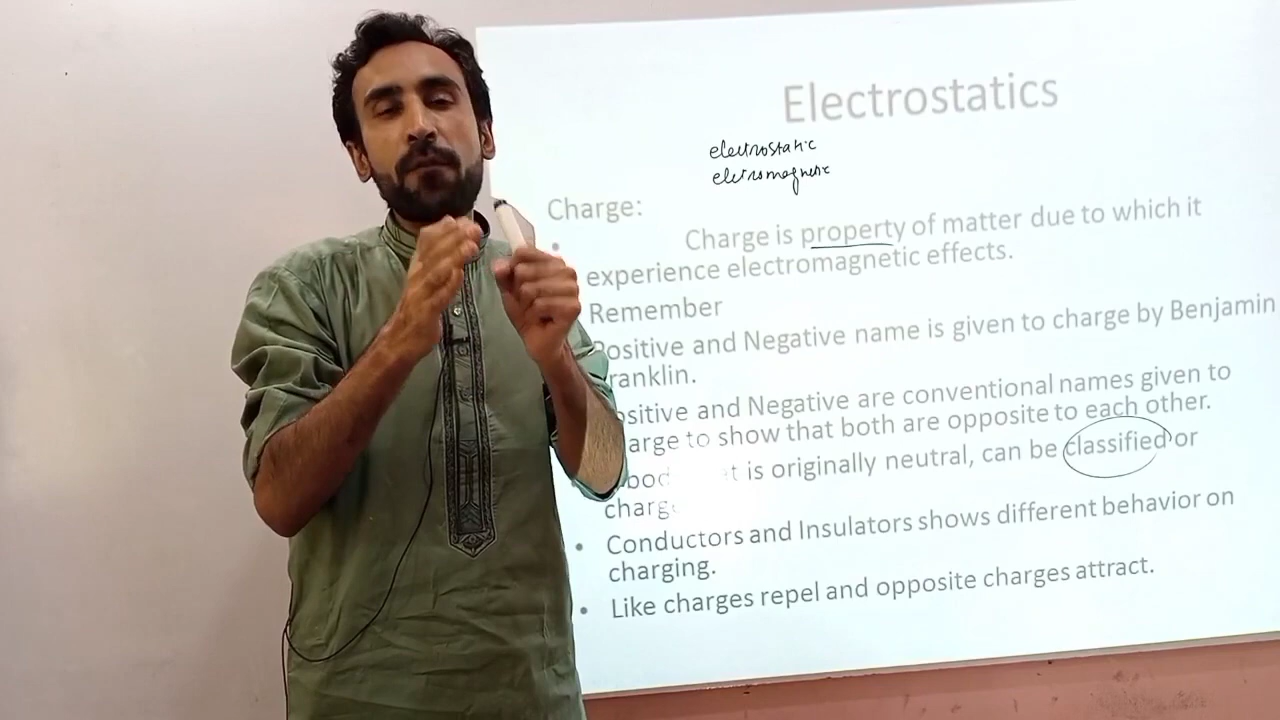 Electrostatics
electrostatic
eletromagnetic
Charge:
• Charge is property of matter due to which it
experience electromagnetic effects.
Remember
ositive and Negative name is given to charge by Benjamin
ranklin.
sitive and Negative are conventional names given to
arge to show that both are opposite to each other.
bod t is originally neutral, can be classified or
charg
• Conductors and Insulators shows different behavior on
charging.
• Like charges repel and opposite charges attract.